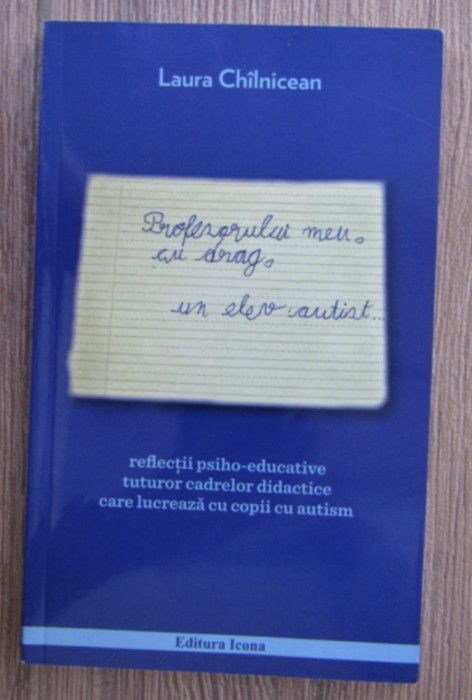 Laura Chîlnicean
Profesorului meu.
cu drag.
un elev autist...
reflecții psiho-educative
tuturor cadrelor didactice
care lucrează cu copii cu autism
Editura Icona